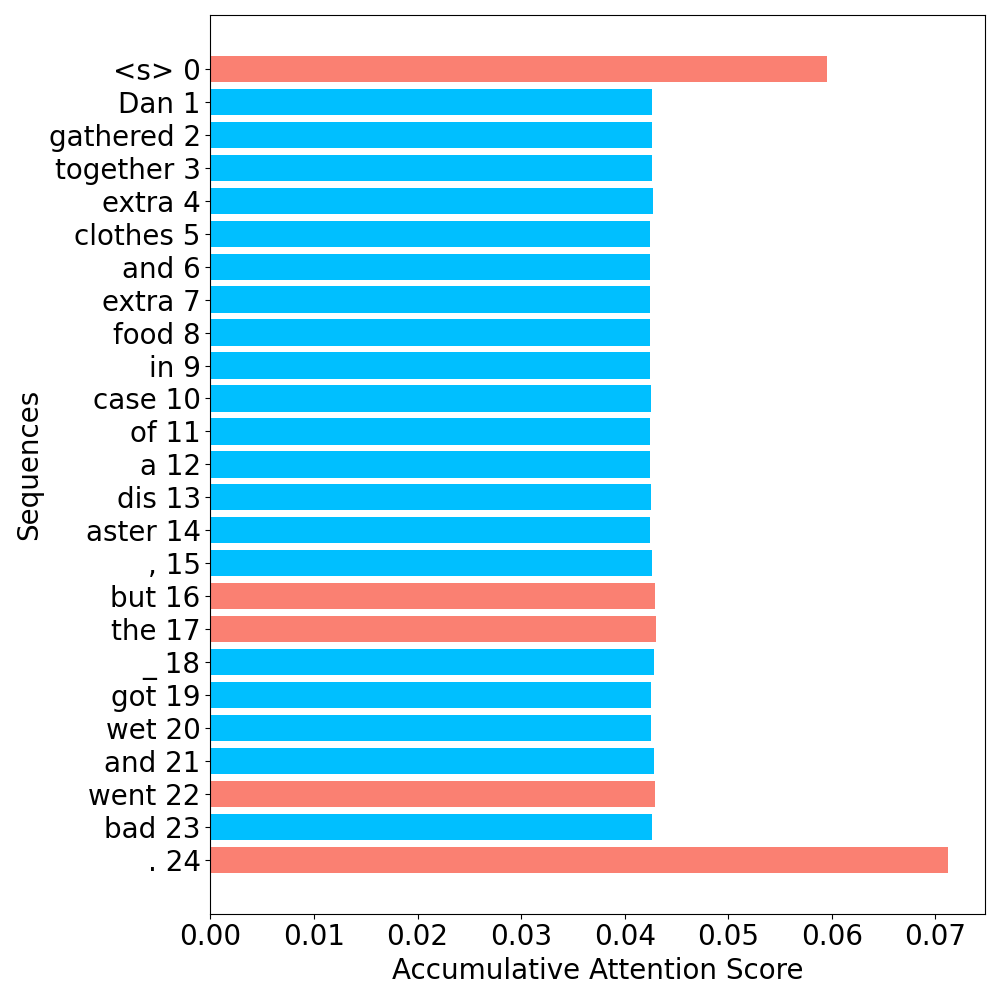 <s> 0
Dan 1
gathered 2
together 3
extra 4
clothes 5
and 6
extra 7
food 8
in 9
case 10
of 11
a 12
dis 13
aster 14
, 15
but 16
the 17
_ 18
got 19
wet 20
and 21
went 22
bad 23
. 24
Sequences
0.00 0.01 0.02 0.03 0.04 0.05 0.06 0.07
Accumulative Attention Score